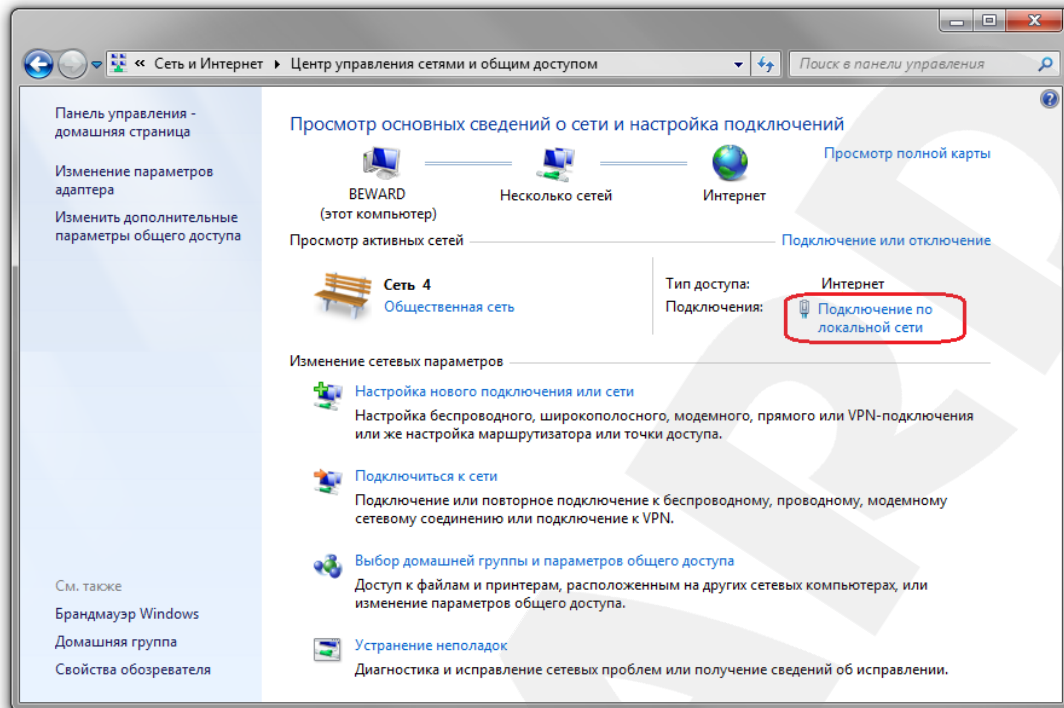 « Сеть и Интернет ▸ Центр управления сетями и общим доступом
Поиск в панели управления
Панель управления -
домашняя страница
Изменение параметров
адаптера
Изменить дополнительные
параметры общего доступа
Просмотр основных сведений о сети и настройка подключений
Просмотр полной карты
BEWARD
(этот компьютер)
Несколько сетей
Интернет
Просмотр активных сетей
Подключение или отключение
Сеть 4
Общественная сеть
Тип доступа: Интернет
Подключения: Подключение по
локальной сети
Изменение сетевых параметров
Настройка нового подключения или сети
Настройка беспроводного, широкополосного, модемного, прямого или VPN-подключения
или же настройка маршрутизатора или точки доступа.
Подключиться к сети
Подключение или повторное подключение к беспроводному, проводному, модемному
сетевому соединению или подключение к VPN.
Выбор домашней группы и параметров общего доступа
Доступ к файлам и принтерам, расположенным на других сетевых компьютерах, или
изменение параметров общего доступа.
Устранение неполадок
Диагностика и исправление сетевых проблем или получение сведений об исправлении.
См. также
Брандмауэр Windows
Домашняя группа
Свойства обозревателя
ARD